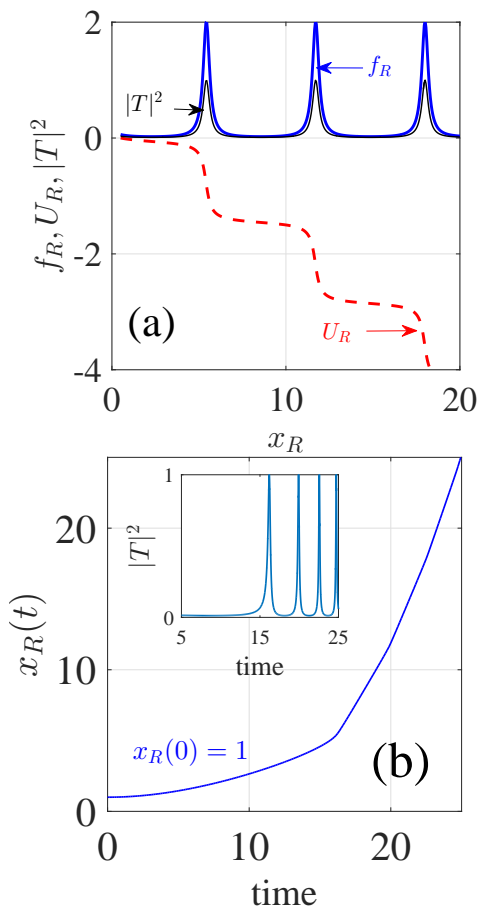 2
0
-2
-4
f_R, U_R, |T|^2
|T|^2
f_R
U_R
(a)
0 10 20
x_R
20
10
0
x_R(t)
x_R(0) = 1
(b)
0 10 20
time
1
0
|T|^2
5 15 25
time